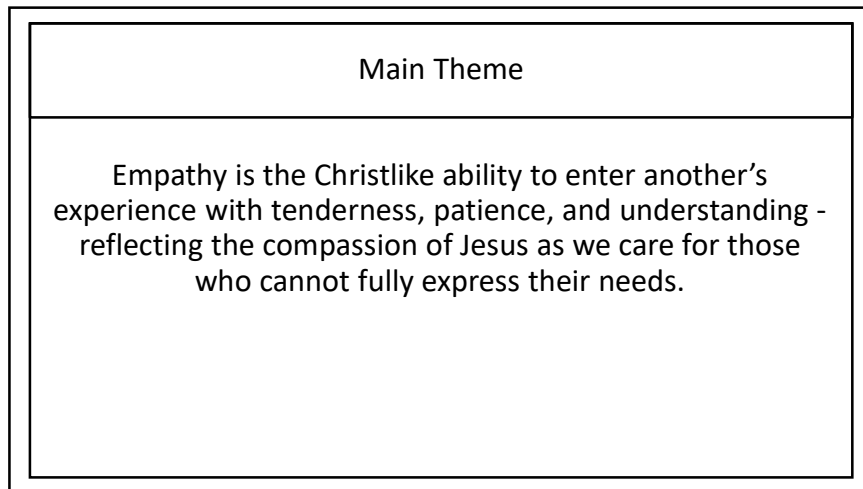 Main Theme
Empathy is the Christlike ability to enter another’s
experience with tenderness, patience, and understanding -
reflecting the compassion of Jesus as we care for those
who cannot fully express their needs.